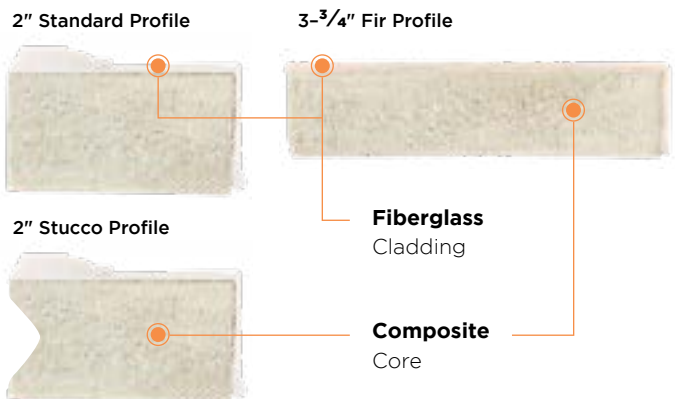 2" Standard Profile
3-3/4" Fir Profile
2" Stucco Profile
Fiberglass
Cladding
Composite
Core